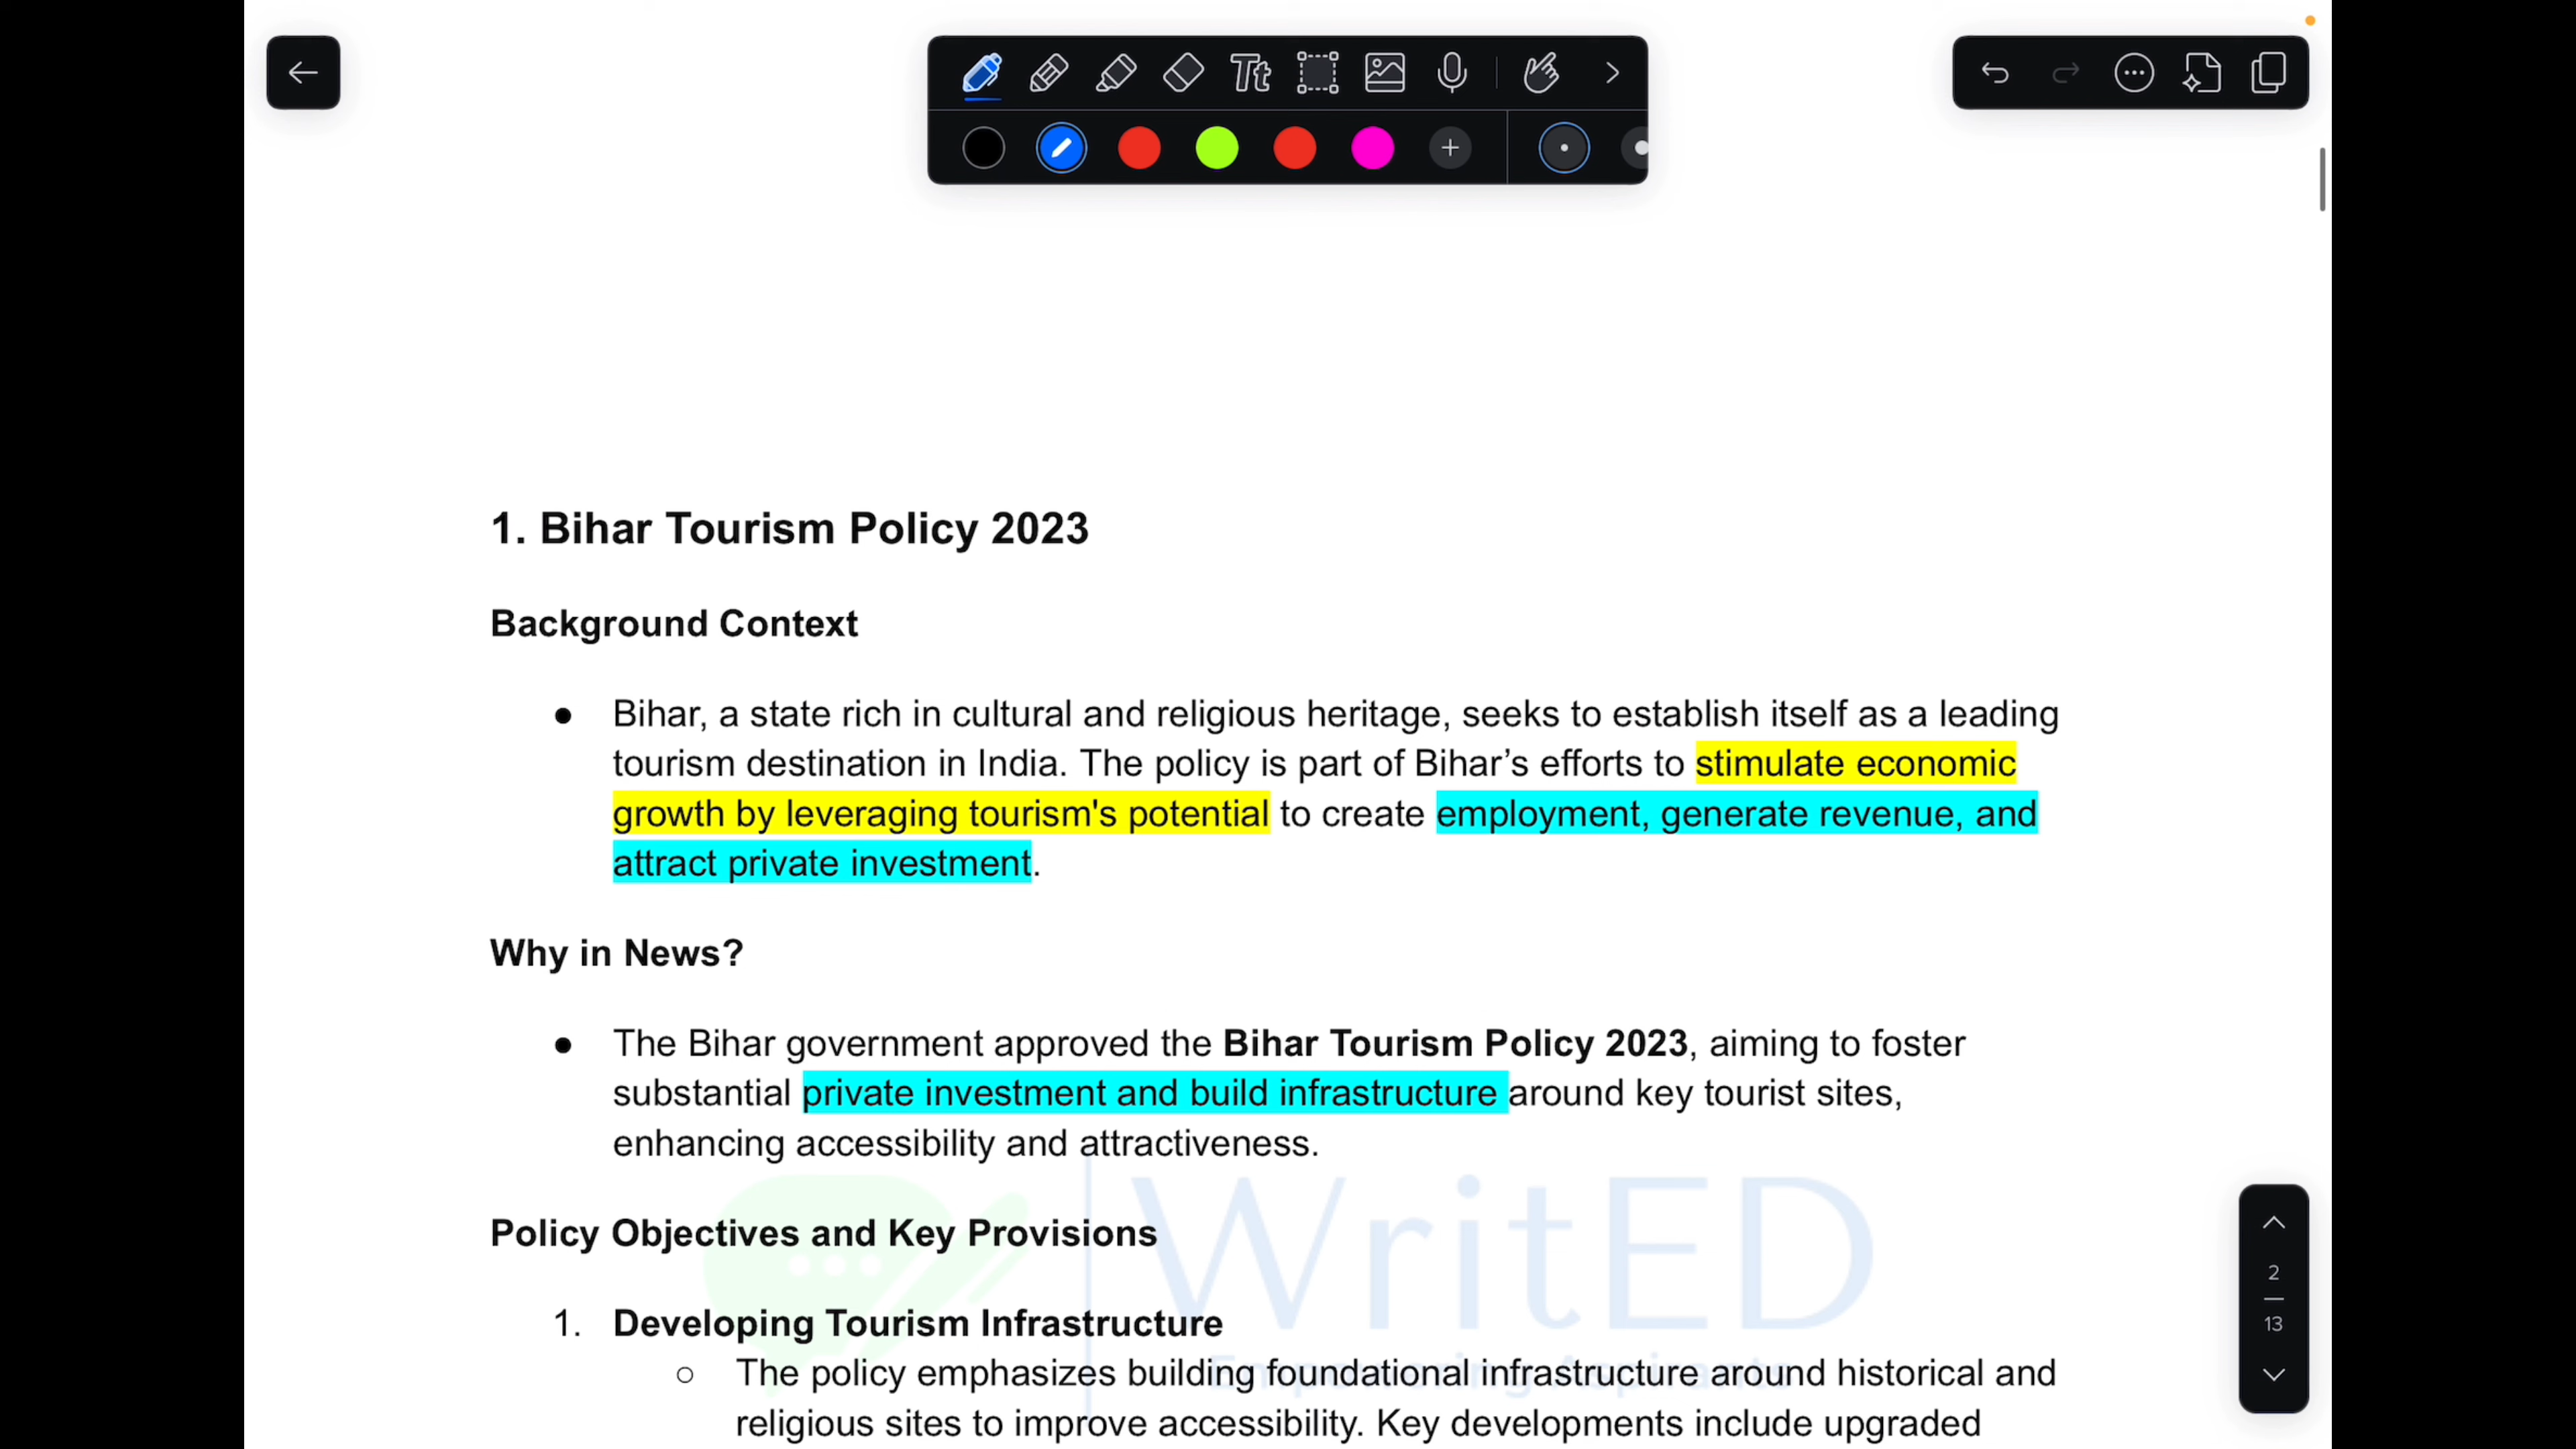 Tt
1. Bihar Tourism Policy 2023
Background Context
● Bihar, a state rich in cultural and religious heritage, seeks to establish itself as a leading
tourism destination in India. The policy is part of Bihar’s efforts to stimulate economic
growth by leveraging tourism's potential to create employment, generate revenue, and
attract private investment.
Why in News?
● The Bihar government approved the Bihar Tourism Policy 2023, aiming to foster
substantial private investment and build infrastructure around key tourist sites,
enhancing accessibility and attractiveness.
WritED
Policy Objectives and Key Provisions
1. Developing Tourism Infrastructure
Empowering Aspirants
○ The policy emphasizes building foundational infrastructure around historical and
religious sites to improve accessibility. Key developments include upgraded
2
13